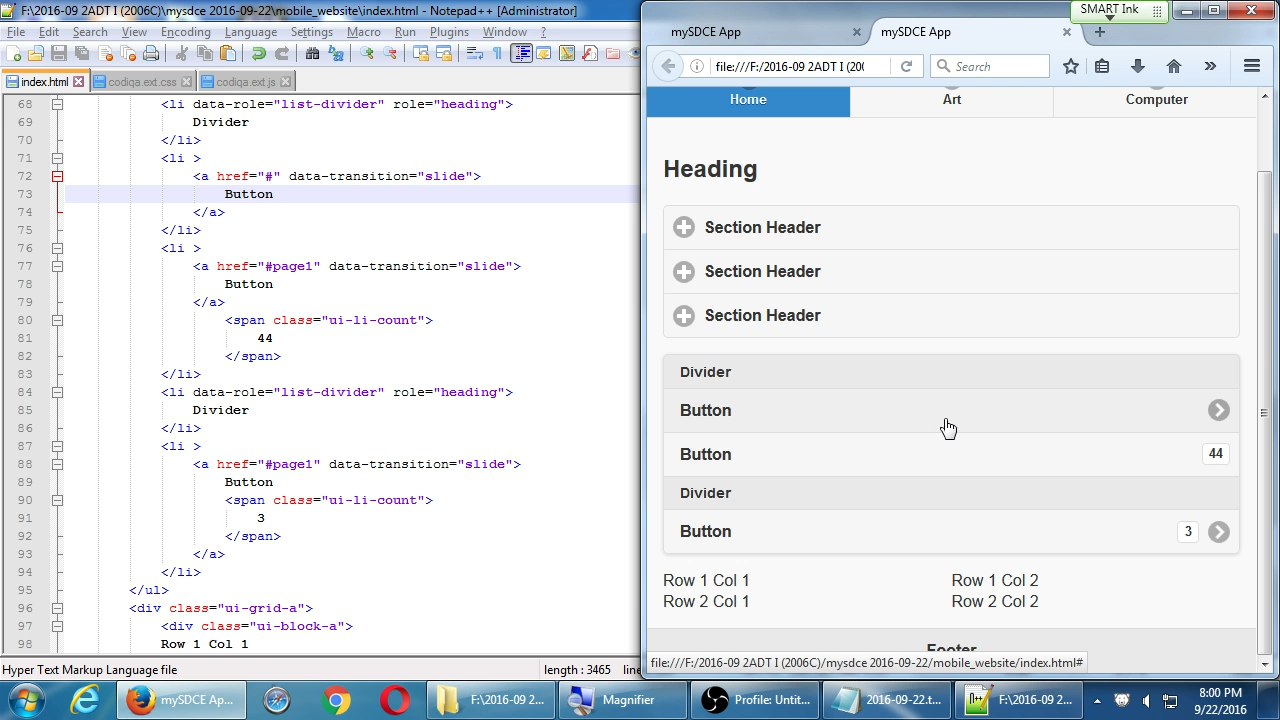 F:\2016-09 2ADT I (2006C)\mysdce 2016-09-22\mobile_website\index.html - Notepad++ [Administrator]
File Edit Search View Encoding Language Settings Macro Run Plugins Window ?
index.html codiqa.ext.css codiqa.ext.js
68 <li data-role="list-divider" role="heading">
69 Divider
70 </li>
71 <li >
72 <a href="#" data-transition="slide">
73 Button
74 </a>
75 </li>
76 <li >
77 <a href="#page1" data-transition="slide">
78 Button
79 </a>
80 <span class="ui-li-count">
81 44
82 </span>
83 </li>
84 <li data-role="list-divider" role="heading">
85 Divider
86 </li>
87 <li >
88 <a href="#page1" data-transition="slide">
89 Button
90 <span class="ui-li-count">
91 3
92 </span>
93 </a>
94 </li>
95 </ul>
96 <div class="ui-grid-a">
97 <div class="ui-block-a">
98 Row 1 Col 1
Hyper Text Markup Language file length : 3465 line
SMART Ink
mySDCE App mySDCE App
file:///F:/2016-09 2ADT I (200 Search
Home Art Computer
Heading
Section Header
Section Header
Section Header
Divider
Button
Button 44
Divider
Button 3
Row 1 Col 1 Row 1 Col 2
Row 2 Col 1 Row 2 Col 2
Footer
file:///F:/2016-09 2ADT I (2006C)/mysdce 2016-09-22/mobile_website/index.html#
mySDCE Ap... F:\2016-09 2... Magnifier Profile: Untit... 2016-09-22.t... F:\2016-09 2...
8:00 PM
9/22/2016